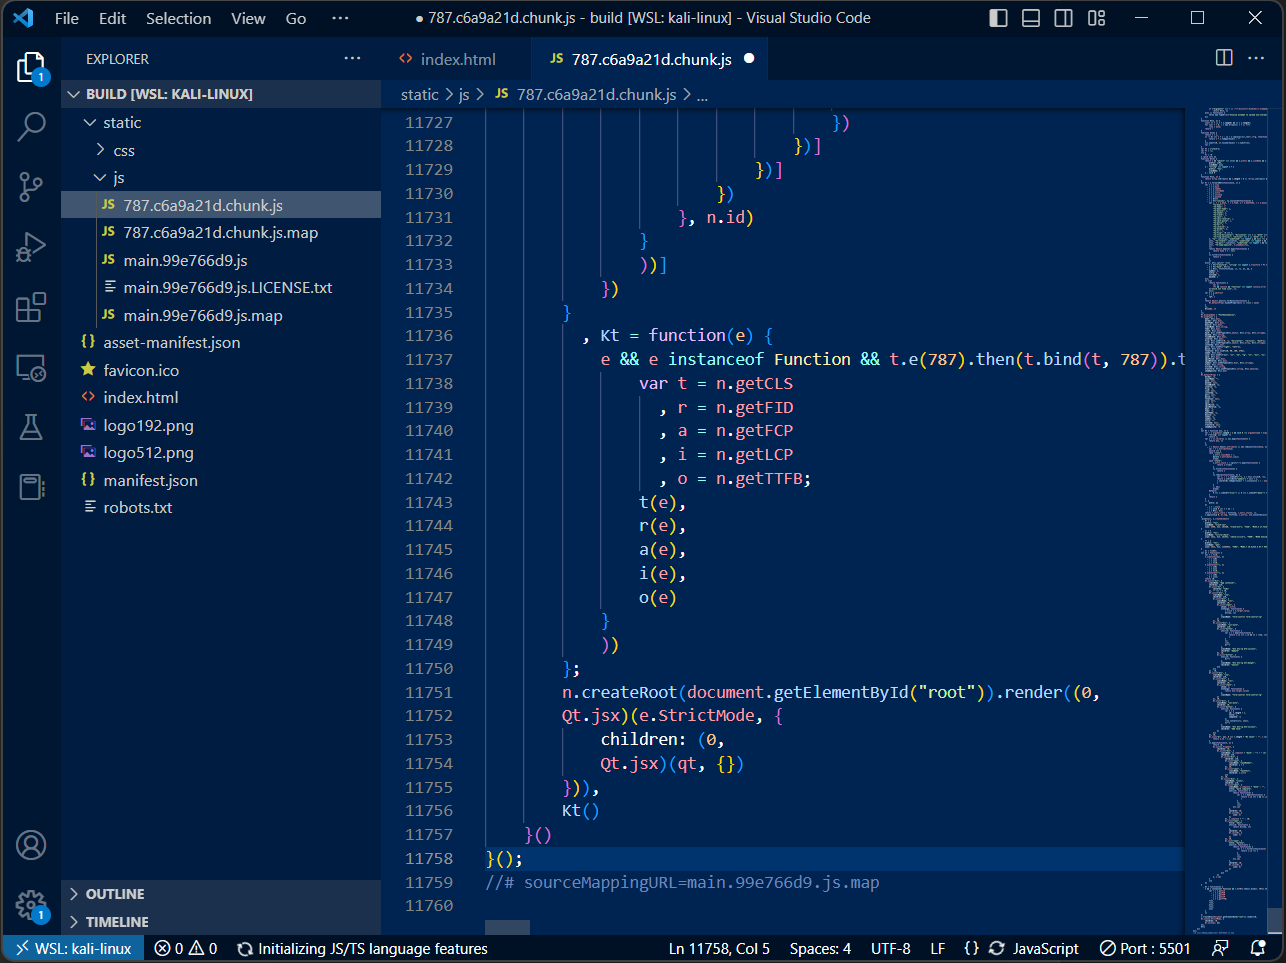 File Edit Selection View Go ··· ● 787.c6a9a21d.chunk.js - build [WSL: kali-linux] - Visual Studio Code
EXPLORER ···
index.html
JS 787.c6a9a21d.chunk.js ●
static > js > JS 787.c6a9a21d.chunk.js > ...
1
BUILD [WSL: KALI-LINUX]
static
css
js
JS 787.c6a9a21d.chunk.js
JS 787.c6a9a21d.chunk.js.map
JS main.99e766d9.js
main.99e766d9.js.LICENSE.txt
JS main.99e766d9.js.map
{} asset-manifest.json
favicon.ico
<> index.html
logo192.png
logo512.png
{} manifest.json
robots.txt
OUTLINE
TIMELINE
1
11727 })
11728 })]
11729 })]
11730 })
11731 }, n.id)
11732 }
11733 ))]
11734 })
11735 }
11736 , Kt = function(e) {
11737 e && e instanceof Function && t.e(787).then(t.bind(t, 787)).t
11738 var t = n.getCLS
11739 , r = n.getFID
11740 , a = n.getFCP
11741 , i = n.getLCP
11742 , o = n.getTTFB;
11743 t(e),
11744 r(e),
11745 a(e),
11746 i(e),
11747 o(e)
11748 }
11749 ))
11750 };
11751 n.createRoot(document.getElementById("root")).render((0,
11752 Qt.jsx)(e.StrictMode, {
11753 children: (0,
11754 Qt.jsx)(qt, {})
11755 })),
11756 Kt()
11757 }()
11758 }();
11759 //# sourceMappingURL=main.99e766d9.js.map
11760
WSL: kali-linux 0 0 Initializing JS/TS language features Ln 11758, Col 5 Spaces: 4 UTF-8 LF {} JavaScript Port : 5501